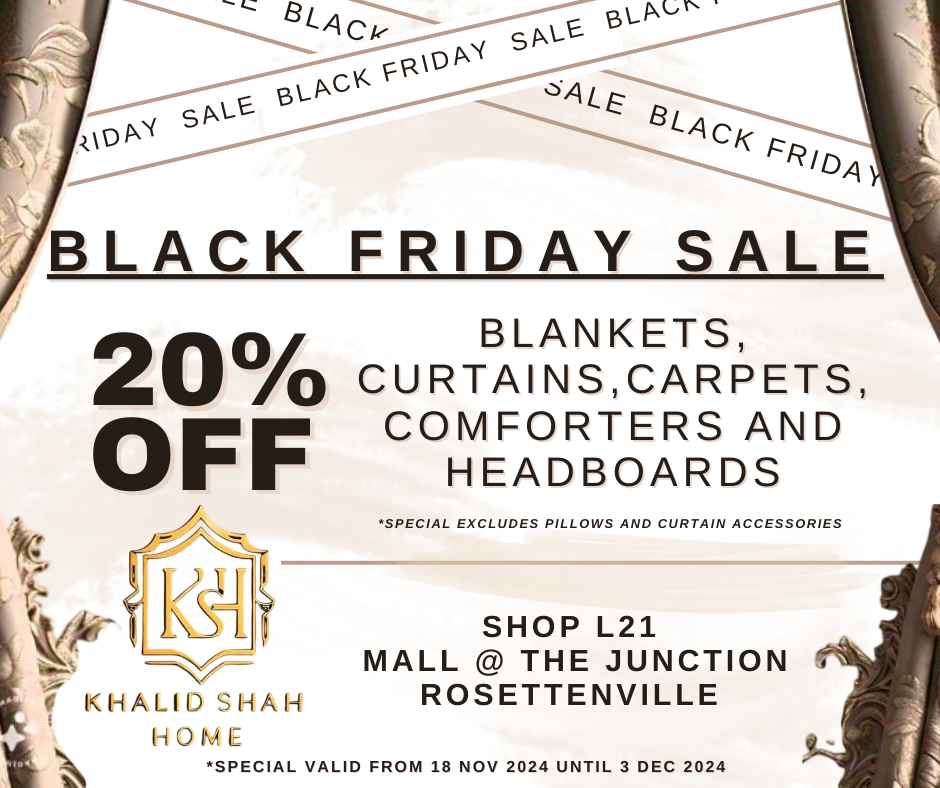 SALE BLACK
RIDAY SALE BLACK FRIDAY SALE BLACK
SALE BLACK FRIDAY
BLACK FRIDAY SALE
20%
OFF
BLANKETS,
CURTAINS,CARPETS,
COMFORTERS AND
HEADBOARDS
*SPECIAL EXCLUDES PILLOWS AND CURTAIN ACCESSORIES
KSH
KHALID SHAH
HOME
SHOP L21
MALL @ THE JUNCTION
ROSETTENVILLE
*SPECIAL VALID FROM 18 NOV 2024 UNTIL 3 DEC 2024